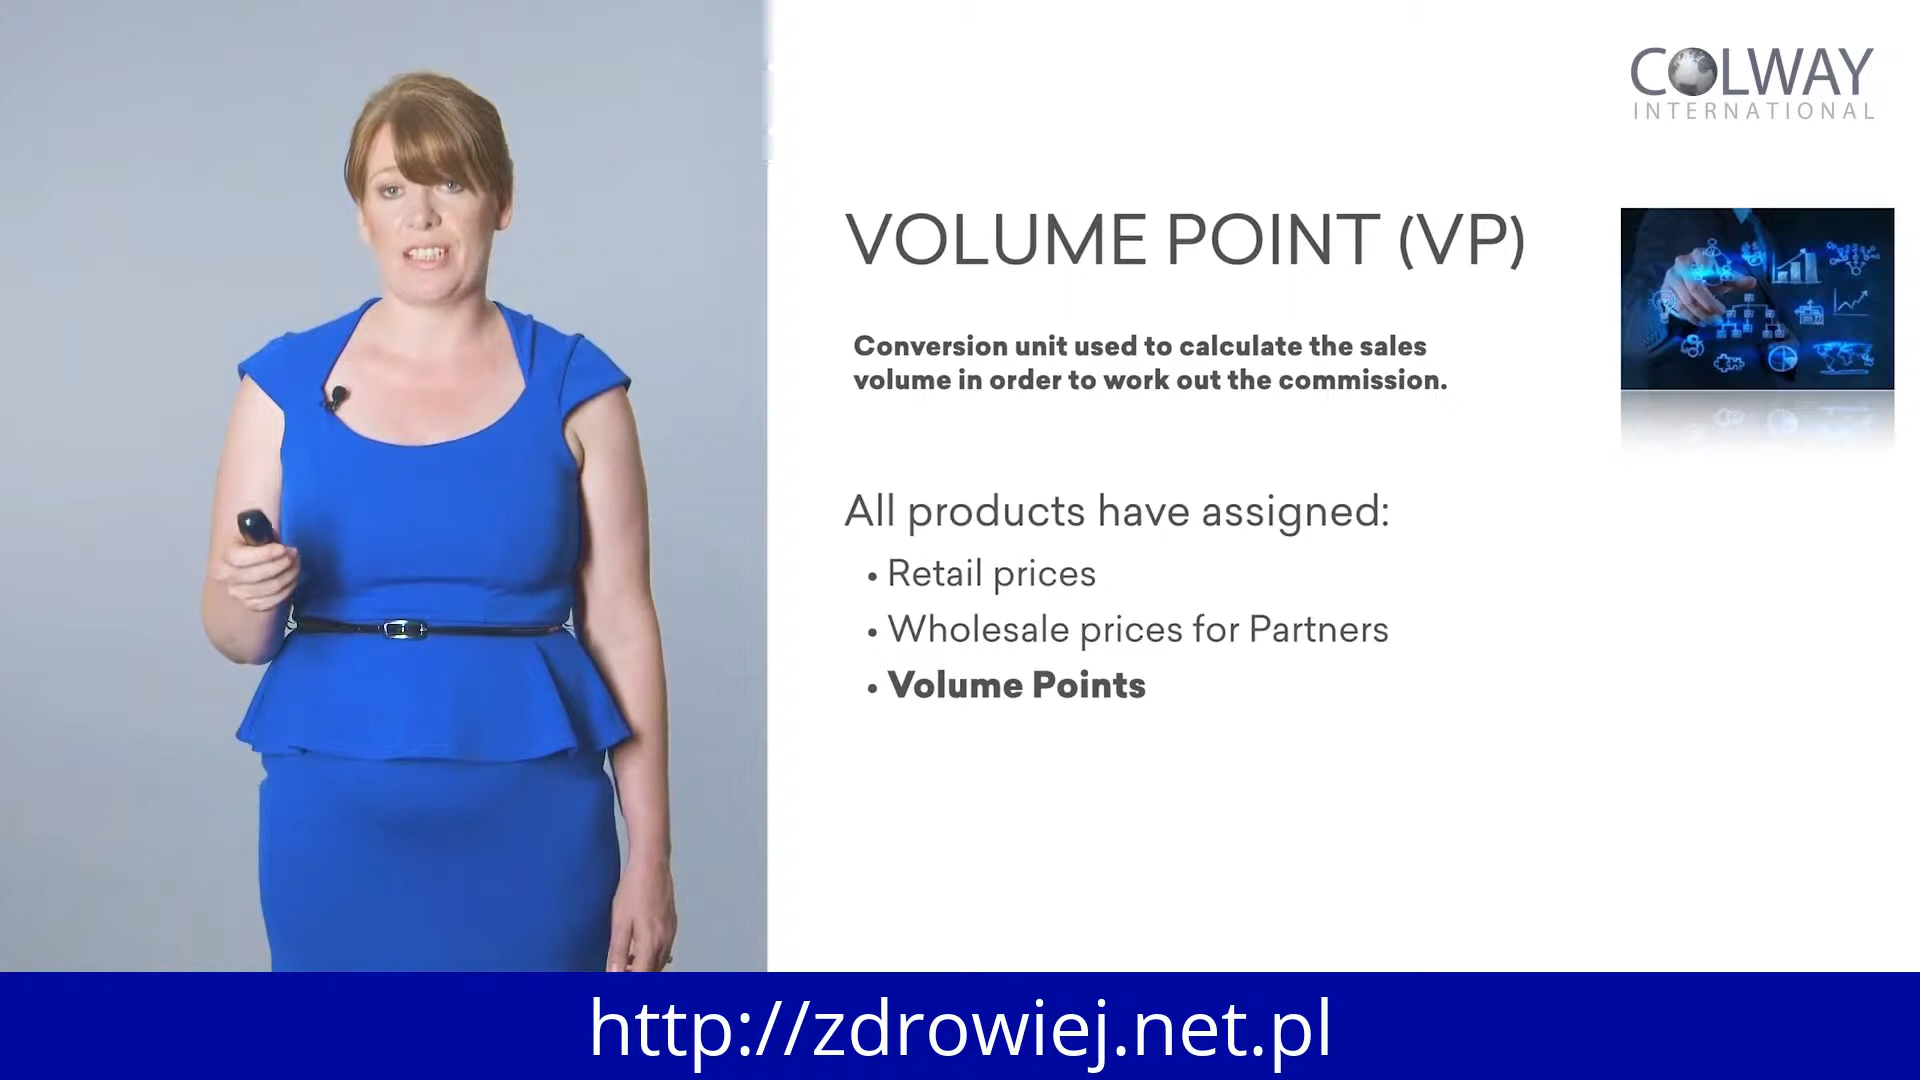 COLWAY
INTERNATIONAL
VOLUME POINT (VP)
Conversion unit used to calculate the sales
volume in order to work out the commission.
All products have assigned:
• Retail prices
• Wholesale prices for Partners
• Volume Points
http://zdrowiej.net.pl